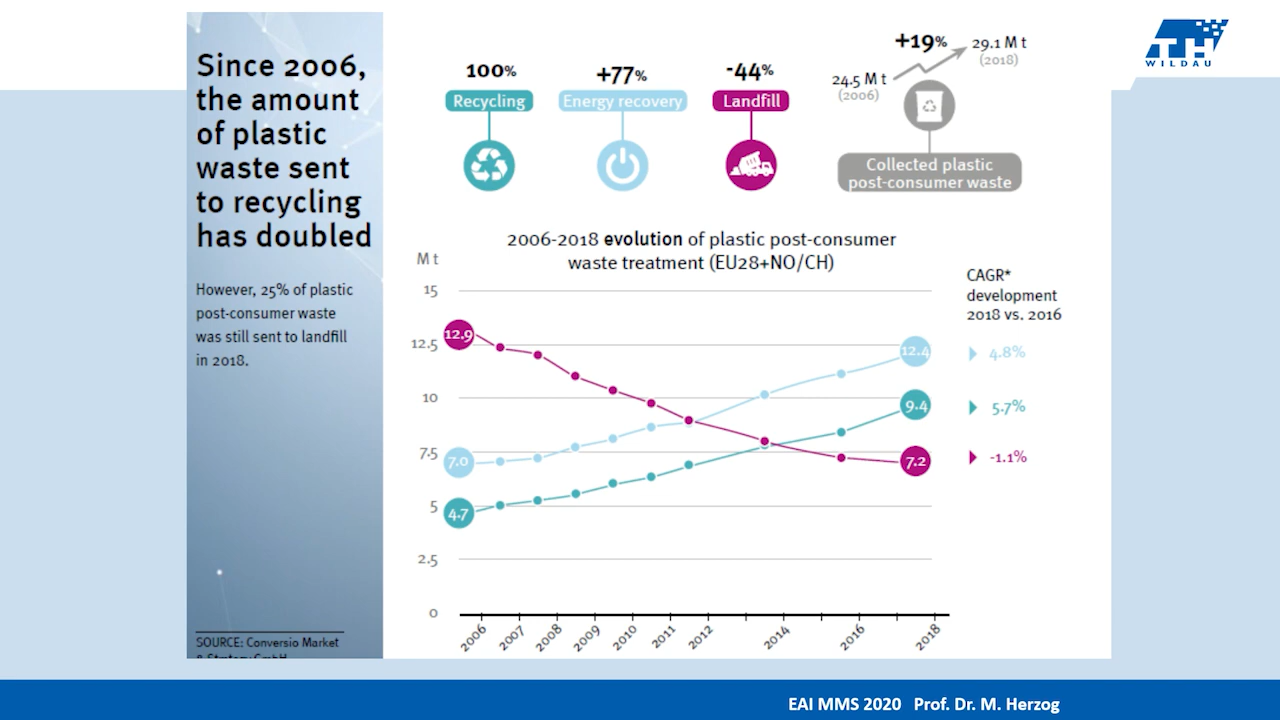 Since 2006,
the amount
of plastic
waste sent
to recycling
has doubled
However, 25% of plastic
post-consumer waste
was still sent to landfill
in 2018.
SOURCE: Conversio Market
& Strategy GmbH
100%
Recycling
+77%
Energy recovery
-44%
Landfill
+19%
24.5 M t
(2006)
29.1 M t
(2018)
Collected plastic
post-consumer waste
TH
WILDAU
2006-2018 evolution of plastic post-consumer
waste treatment (EU28+NO/CH)
M t
15
12.5
10
7.5
5
2.5
0
12.9
7.0
4.7
12.4
9.4
7.2
2006
2007
2008
2009
2010
2011
2012
2014
2016
2018
CAGR*
development
2018 vs. 2016
4.8%
5.7%
-1.1%
EAI MMS 2020 Prof. Dr. M. Herzog